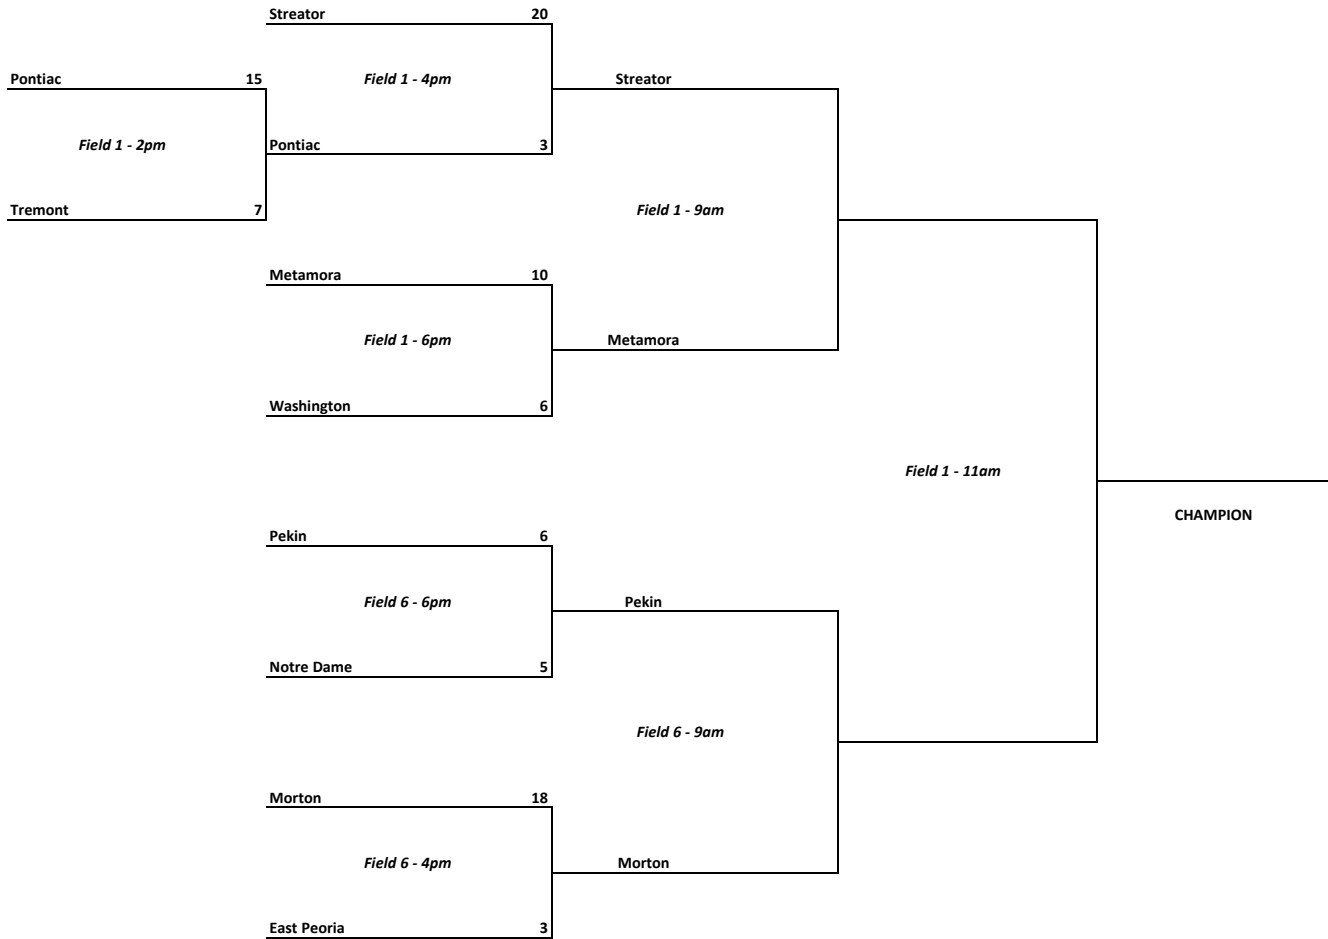 Streator 20
Pontiac 15
Field 1 - 4pm
Streator
Field 1 - 2pm
Pontiac 3
Tremont 7
Field 1 - 9am
Metamora 10
Field 1 - 6pm
Metamora
Washington 6
Field 1 - 11am
CHAMPION
Pekin 6
Field 6 - 6pm
Pekin
Notre Dame 5
Field 6 - 9am
Morton 18
Field 6 - 4pm
Morton
East Peoria 3